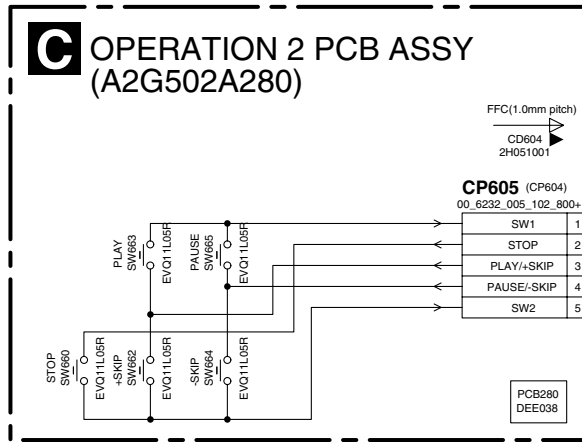 C OPERATION 2 PCB ASSY
(A2G502A280)
FFC(1.0mm pitch)
CD604
2H051001
CP605 (CP604)
00_6232_005_102_800+
SW1 1
STOP 2
PLAY/+SKIP 3
PAUSE/-SKIP 4
SW2 5
PLAY
SW663
EVQ11L05R
PAUSE
SW665
EVQ11L05R
STOP
SW660
EVQ11L05R
+SKIP
SW662
EVQ11L05R
-SKIP
SW664
EVQ11L05R
PCB280
DEE038